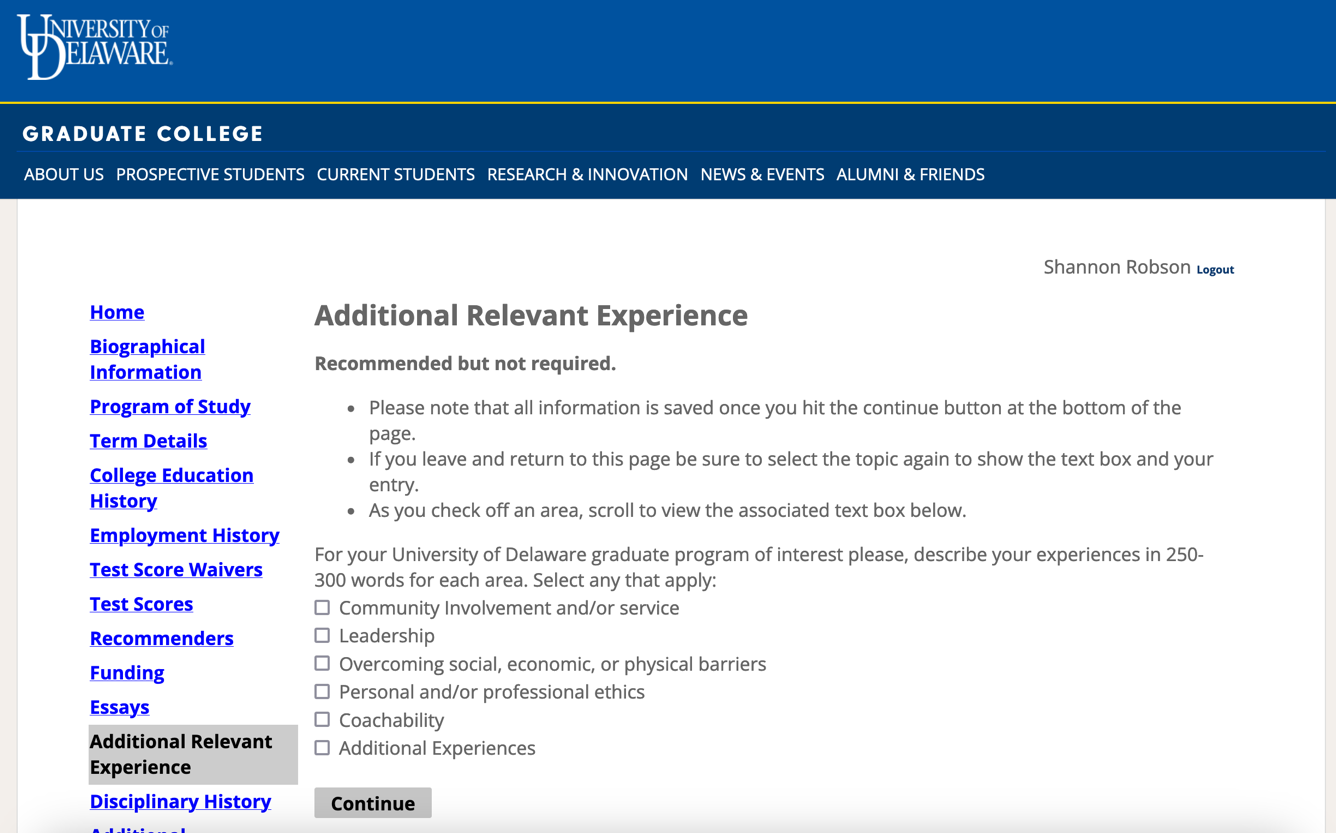 UNIVERSITY OF
DELAWARE
GRADUATE COLLEGE
ABOUT US PROSPECTIVE STUDENTS CURRENT STUDENTS RESEARCH & INNOVATION NEWS & EVENTS ALUMNI & FRIENDS
Shannon Robson Logout
Home
Biographical
Information
Program of Study
Term Details
College Education
History
Employment History
Test Score Waivers
Test Scores
Recommenders
Funding
Essays
Additional Relevant
Experience
Disciplinary History
Additional
Additional Relevant Experience
Recommended but not required.
• Please note that all information is saved once you hit the continue button at the bottom of the
page.
• If you leave and return to this page be sure to select the topic again to show the text box and your
entry.
• As you check off an area, scroll to view the associated text box below.
For your University of Delaware graduate program of interest please, describe your experiences in 250-
300 words for each area. Select any that apply:
Community Involvement and/or service
Leadership
Overcoming social, economic, or physical barriers
Personal and/or professional ethics
Coachability
Additional Experiences
Continue